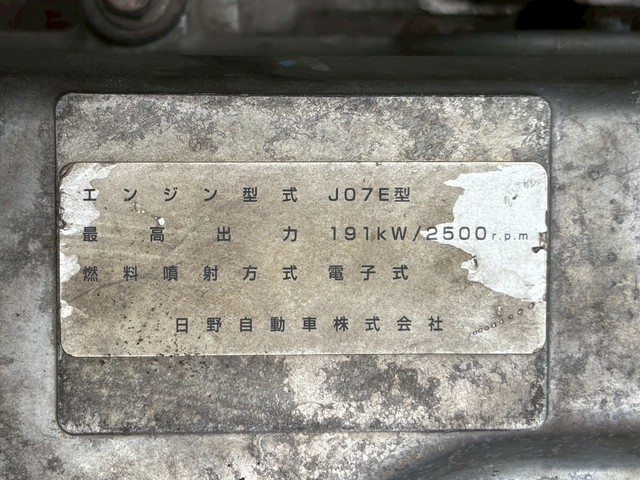 エンジン型式 J07E型
最高出力 191kW/2500r.p.m
燃料噴射方式 電子式
日野自動車株式会社